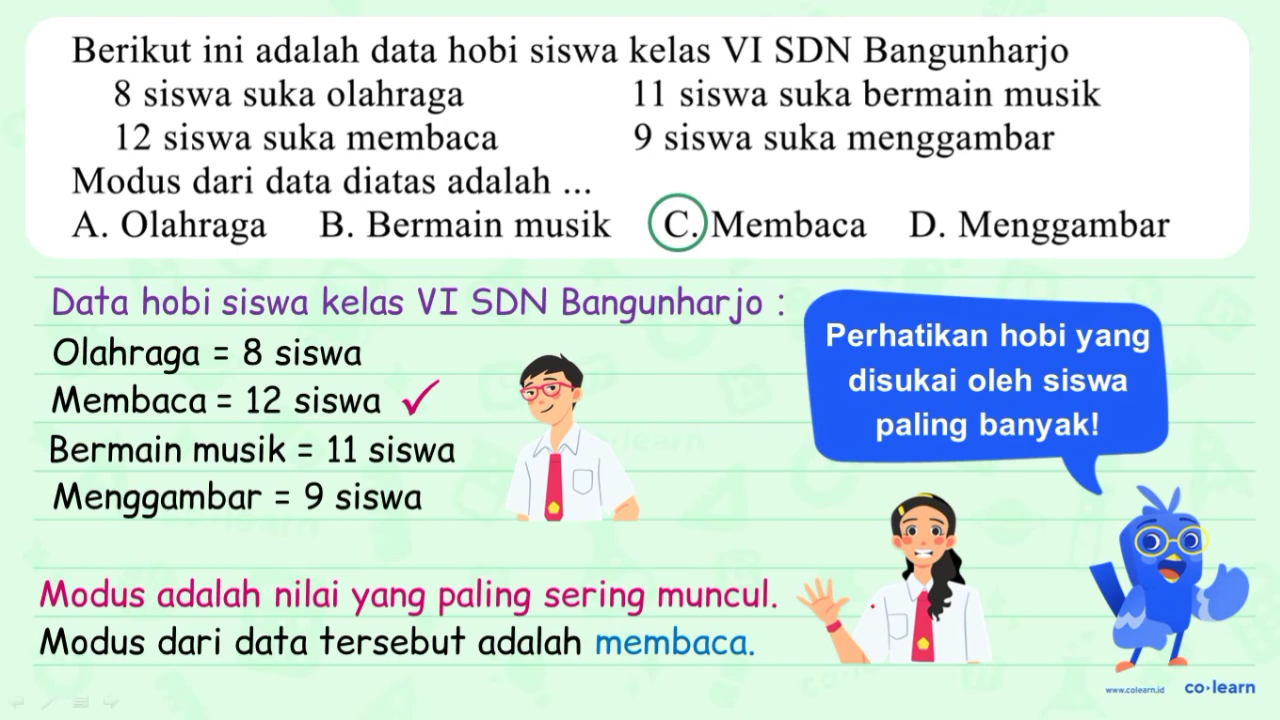 Berikut ini adalah data hobi siswa kelas VI SDN Bangunharjo
8 siswa suka olahraga 11 siswa suka bermain musik
12 siswa suka membaca 9 siswa suka menggambar
Modus dari data diatas adalah ...
A. Olahraga B. Bermain musik C. Membaca D. Menggambar
Data hobi siswa kelas VI SDN Bangunharjo :
Olahraga = 8 siswa
Membaca = 12 siswa ✓
Bermain musik = 11 siswa
Menggambar = 9 siswa
Perhatikan hobi yang
disukai oleh siswa
paling banyak!
Modus adalah nilai yang paling sering muncul.
Modus dari data tersebut adalah membaca.
www.colearn.id co·learn